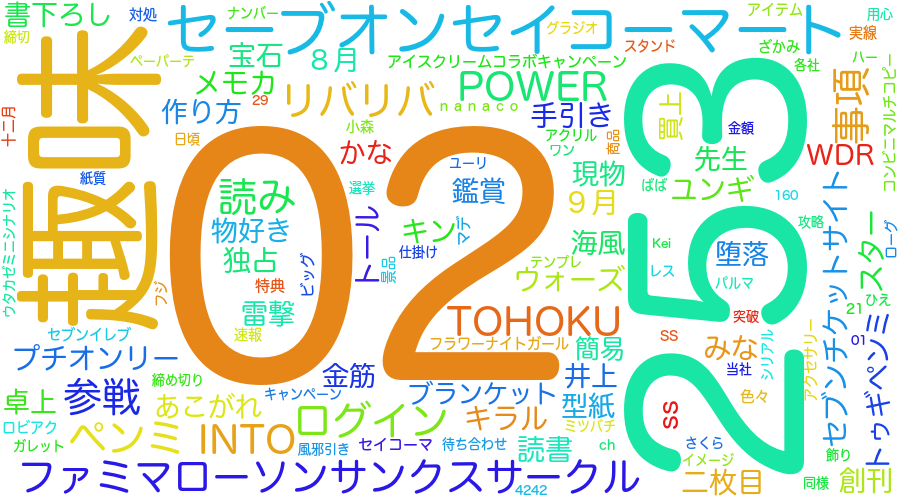 書下ろし
対処
セーブオンセイコーマート
ナンバー
グラジオ
アイテム
用心
締切
ペーパーテ
宝石
8月
アイスクリームコラボキャンペーン
スタンド
ざかみ
実線
各社
ハー
趣味
メモカ
29
リバリバ
POWER
nanaco
手引き
253
買上
金額
事項
コンビニマルチコピー
十二月
作り方
日頃
小森
アクリル
ワン
商品
02
かな
ユーリ
先生
WDR
紙質
読み
選挙
鑑賞
現物
ばば
ユンギ
160
ウタカゼミニシナリオ
物好き
トール
キン
マデ
9月
セブンチケットサイト
攻略
独占
ビッグ
仕掛け
景品
海風
Kei
堕落
スター
ローグ
フジ
特典
テンプレ
ウォーズ
レス
パルマ
ひえ
雷撃
速報
TOHOKU
突破
21
セブンイレブ
フラワーナイトガール
簡易
SS
みな
シリアル
01
プチオンリー
締め切り
金筋
井上
当社
アクセサリー
トゥギペンミ
参戦
キャンペーン
ブランケット
型紙
色々
卓上
あこがれ
ログイン
キラル
ミツバチ
SS
ロビアク
ペンミ
INTO
風邪引き
セイコーマ
待ち合わせ
読書
ch
さくら
飾り
ガレット
イメージ
ファミマローソンサンクスサークル
4242
二枚目
同様
創刊